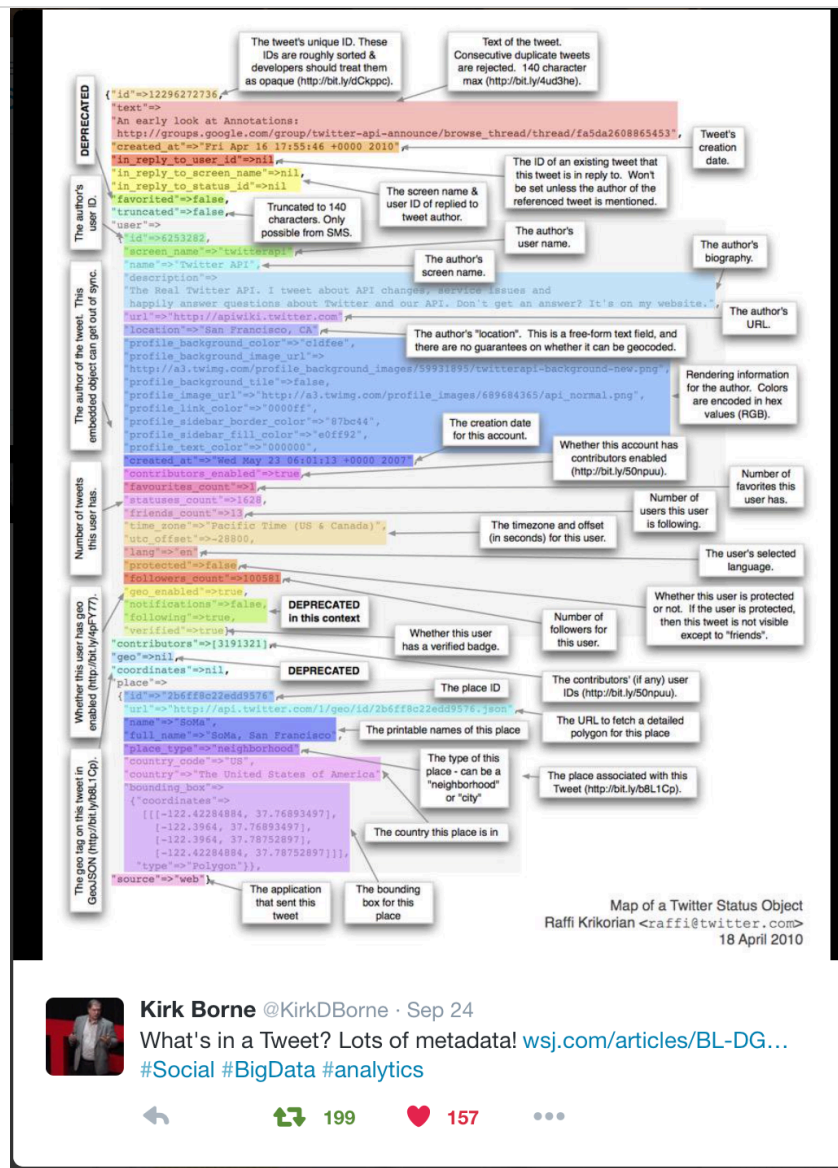 The tweet's unique ID. These
IDs are roughly sorted &
developers should treat them
as opaque (http://bit.ly/dCkppc).
Text of the tweet.
Consecutive duplicate tweets
are rejected. 140 character
max (http://bit.ly/4ud3he).
DEPRECATED
{"id"=>12296272736,
"text"=>
"An early look at Annotations:
http://groups.google.com/group/twitter-api-announce/browse_thread/thread/fa5da2608865453",
"created_at"=>"Fri Apr 16 17:55:46 +0000 2010",
Tweet's
creation
date.
"in_reply_to_user_id"=>nil,
"in_reply_to_screen_name"=>nil,
"in_reply_to_status_id"=>nil
The ID of an existing tweet that
this tweet is in reply to. Won't
be set unless the author of the
referenced tweet is mentioned.
The screen name &
user ID of replied to
tweet author.
"favorited"=>false,
"truncated"=>false,
Truncated to 140
characters. Only
possible from SMS.
The author's
user ID.
"user"=>
{"id"=>6253282,
"screen_name"=>"twitterapi",
The author's
user name.
"name"=>"Twitter API",
The author's
screen name.
The author's
biography.
"description"=>
"The Real Twitter API. I tweet about API changes, service issues and
happily answer questions about Twitter and our API. Don't get an answer? It's on my website.",
"url"=>"http://apiwiki.twitter.com",
The author's
URL.
"location"=>"San Francisco, CA",
The author's "location". This is a free-form text field, and
there are no guarantees on whether it can be geocoded.
The author of the tweet. This
embedded object can get out of sync.
"profile_background_color"=>"c1dfee",
"profile_background_image_url"=>
"http://a3.twimg.com/profile_background_images/59931895/twitterapi-background-new.png",
"profile_background_tile"=>false,
"profile_image_url"=>"http://a3.twimg.com/profile_images/689684365/api_normal.png",
"profile_link_color"=>"0000ff",
"profile_sidebar_border_color"=>"87bc44",
"profile_sidebar_fill_color"=>"e0ff92",
"profile_text_color"=>"000000",
Rendering information
for the author. Colors
are encoded in hex
values (RGB).
"created_at"=>"Wed May 23 06:01:13 +0000 2007",
The creation date
for this account.
"contributors_enabled"=>true,
Whether this account has
contributors enabled
(http://bit.ly/50npuu).
"favourites_count"=>1,
Number of
favorites this
user has.
"statuses_count"=>1628,
Number of tweets
this user has.
"friends_count"=>13,
Number of
users this user
is following.
"time_zone"=>"Pacific Time (US & Canada)",
"utc_offset"=>-28800,
The timezone and offset
(in seconds) for this user.
"lang"=>"en",
The user's selected
language.
"protected"=>false,
Whether this user is protected
or not. If the user is protected,
then this tweet is not visible
except to "friends".
"followers_count"=>100581,
Number of
followers for
this user.
"geo_enabled"=>true,
Whether this user has geo
enabled (http://bit.ly/4pFY77).
"notifications"=>false,
"following"=>true,
DEPRECATED
in this context
"verified"=>true},
Whether this user
has a verified badge.
"contributors"=>[3191321],
The contributors' (if any) user
IDs (http://bit.ly/50npuu).
"geo"=>nil,
DEPRECATED
"coordinates"=>nil,
The geo tag on this tweet in
GeoJSON (http://bit.ly/b8L1Cp).
"place"=>
{"id"=>"2b6ff8c22edd9576",
The place ID
"url"=>"http://api.twitter.com/1/geo/id/2b6ff8c22edd9576.json",
The URL to fetch a detailed
polygon for this place
"name"=>"SoMa",
"full_name"=>"SoMa, San Francisco",
The printable names of this place
"place_type"=>"neighborhood",
The type of this
place - can be a
"neighborhood"
or "city"
"country_code"=>"US",
"country"=>"The United States of America",
The country this place is in
The place associated with this
Tweet (http://bit.ly/b8L1Cp).
"bounding_box"=>
{"coordinates"=>
[[[-122.42284884, 37.76893497],
[-122.3964, 37.76893497],
[-122.3964, 37.78752897],
[-122.42284884, 37.78752897]]],
"type"=>"Polygon"}},
The bounding
box for this
place
"source"=>"web"}
The application
that sent this
tweet
Map of a Twitter Status Object
Raffi Krikorian <raffi@twitter.com>
18 April 2010
Kirk Borne @KirkDBorne · Sep 24
What's in a Tweet? Lots of metadata! wsj.com/articles/BL-DG…
#Social #BigData #analytics
199
157